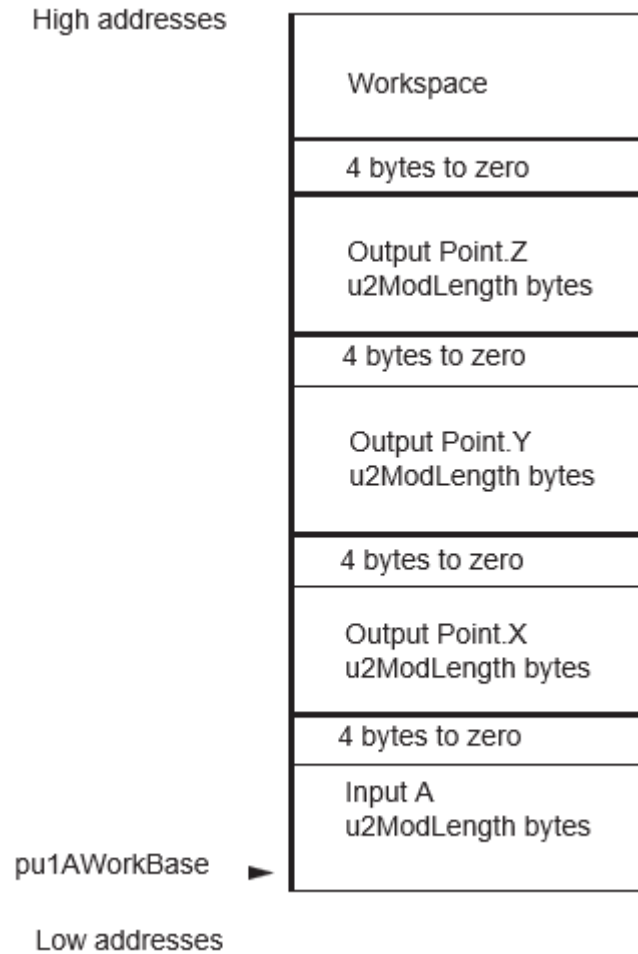 High addresses
Workspace
4 bytes to zero
Output Point.Z
u2ModLength bytes
4 bytes to zero
Output Point.Y
u2ModLength bytes
4 bytes to zero
Output Point.X
u2ModLength bytes
4 bytes to zero
Input A
u2ModLength bytes
pu1AWorkBase
Low addresses